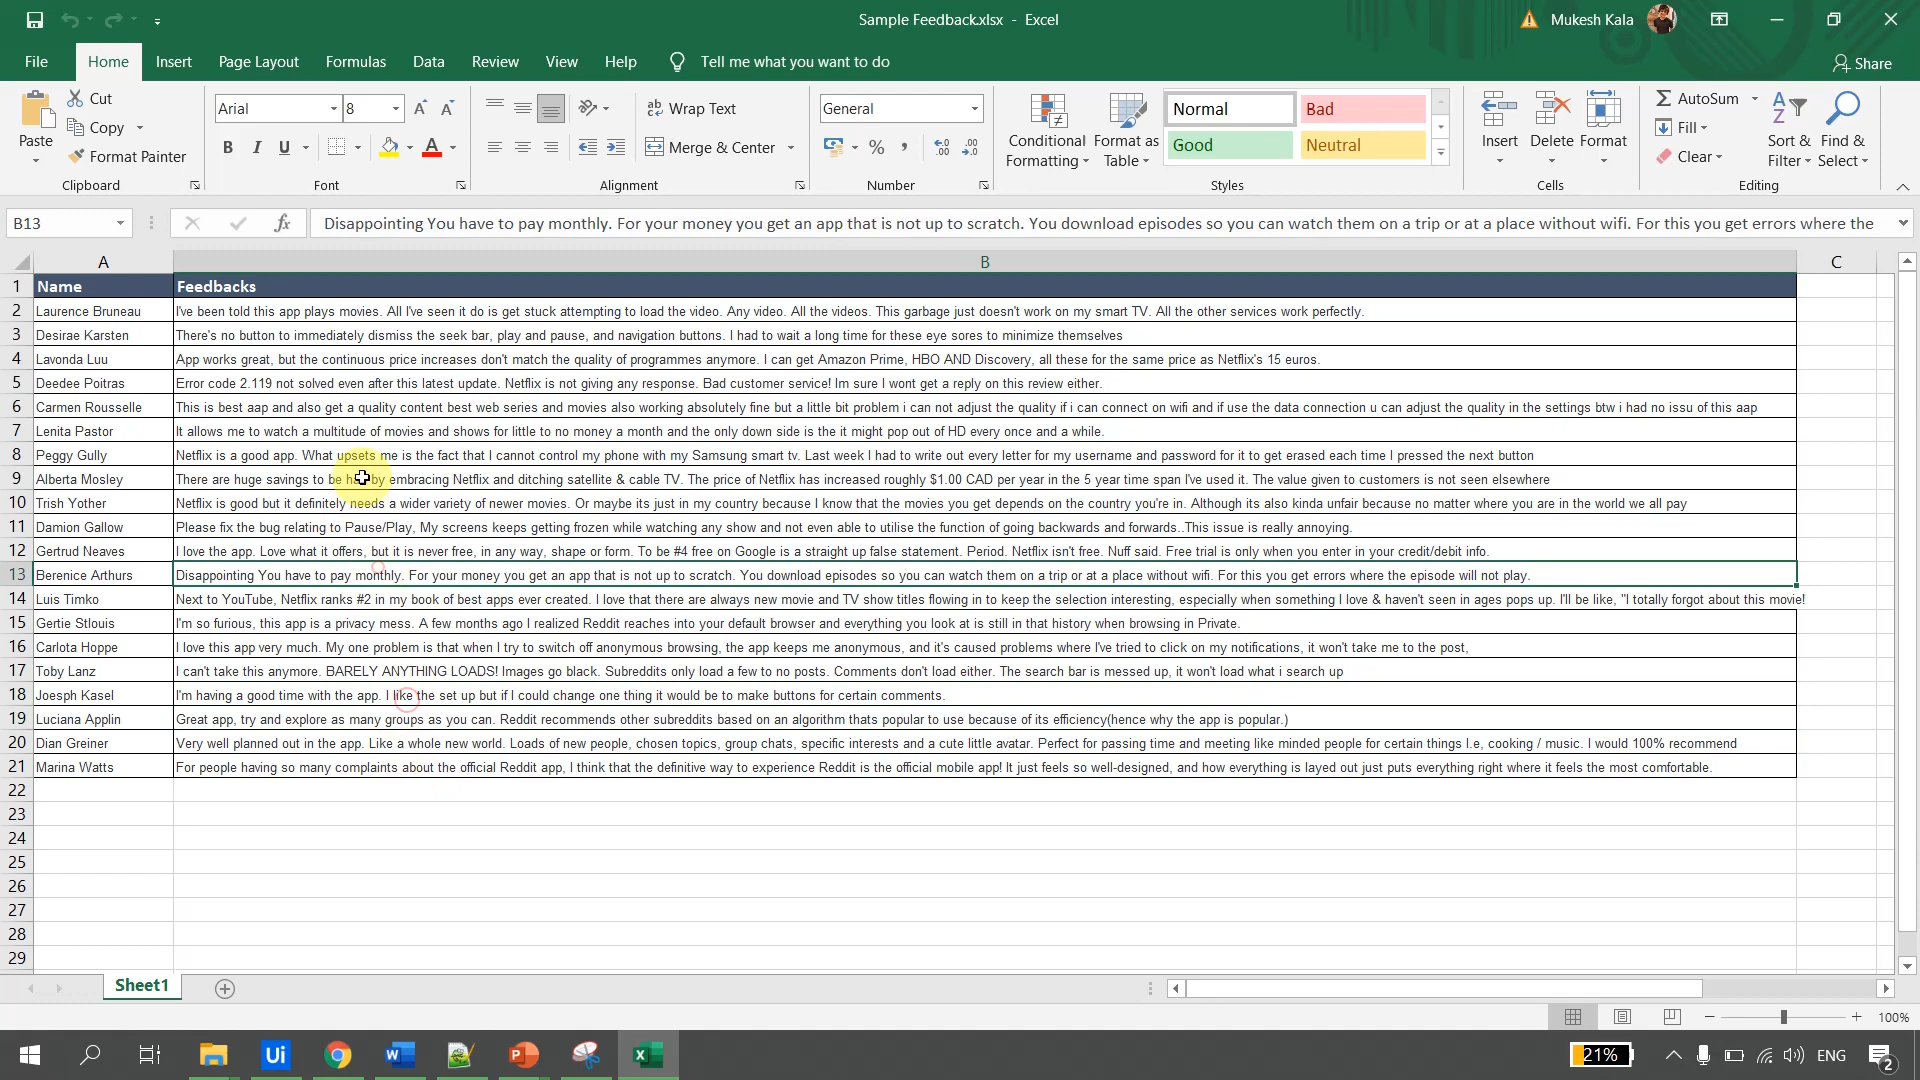 Sample Feedback.xlsx - Excel
Mukesh Kala
File Home Insert Page Layout Formulas Data Review View Help Tell me what you want to do
Share
Paste
Cut
Copy
Format Painter
Clipboard
Arial 8
B I U
Font
Wrap Text
Merge & Center
Alignment
General
% ,
Number
Conditional Formatting
Format as Table
Normal Bad
Good Neutral
Styles
Insert Delete Format
Cells
AutoSum
Fill
Clear
Sort & Filter
Find & Select
Editing
B13 fx Disappointing You have to pay monthly. For your money you get an app that is not up to scratch. You download episodes so you can watch them on a trip or at a place without wifi. For this you get errors where the
A B C
1 Name Feedbacks
2 Laurence Bruneau I've been told this app plays movies. All I've seen it do is get stuck attempting to load the video. Any video. All the videos. This garbage just doesn't work on my smart TV. All the other services work perfectly.
3 Desirae Karsten There's no button to immediately dismiss the seek bar, play and pause, and navigation buttons. I had to wait a long time for these eye sores to minimize themselves
4 Lavonda Luu App works great, but the continuous price increases don't match the quality of programmes anymore. I can get Amazon Prime, HBO AND Discovery, all these for the same price as Netflix's 15 euros.
5 Deedee Poitras Error code 2.119 not solved even after this latest update. Netflix is not giving any response. Bad customer service! Im sure I wont get a reply on this review either.
6 Carmen Rousselle This is best aap and also get a quality content best web series and movies also working absolutely fine but a little bit problem i can not adjust the quality if i can connect on wifi and if use the data connection u can adjust the quality in the settings btw i had no issu of this aap
7 Lenita Pastor It allows me to watch a multitude of movies and shows for little to no money a month and the only down side is the it might pop out of HD every once and a while.
8 Peggy Gully Netflix is a good app. What upsets me is the fact that I cannot control my phone with my Samsung smart tv. Last week I had to write out every letter for my username and password for it to get erased each time I pressed the next button
9 Alberta Mosley There are huge savings to be had by embracing Netflix and ditching satellite & cable TV. The price of Netflix has increased roughly $1.00 CAD per year in the 5 year time span I've used it. The value given to customers is not seen elsewhere
10 Trish Yother Netflix is good but it definitely needs a wider variety of newer movies. Or maybe its just in my country because I know that the movies you get depends on the country you're in. Although its also kinda unfair because no matter where you are in the world we all pay
11 Damion Gallow Please fix the bug relating to Pause/Play, My screens keeps getting frozen while watching any show and not even able to utilise the function of going backwards and forwards..This issue is really annoying.
12 Gertrud Neaves I love the app. Love what it offers, but it is never free, in any way, shape or form. To be #4 free on Google is a straight up false statement. Period. Netflix isn't free. Nuff said. Free trial is only when you enter in your credit/debit info.
13 Berenice Arthurs Disappointing You have to pay monthly. For your money you get an app that is not up to scratch. You download episodes so you can watch them on a trip or at a place without wifi. For this you get errors where the episode will not play.
14 Luis Timko Next to YouTube, Netflix ranks #2 in my book of best apps ever created. I love that there are always new movie and TV show titles flowing in to keep the selection interesting, especially when something I love & haven't seen in ages pops up. I'll be like, "I totally forgot about this movie!
15 Gertie Stlouis I'm so furious, this app is a privacy mess. A few months ago I realized Reddit reaches into your default browser and everything you look at is still in that history when browsing in Private.
16 Carlota Hoppe I love this app very much. My one problem is that when I try to switch off anonymous browsing, the app keeps me anonymous, and it's caused problems where I've tried to click on my notifications, it won't take me to the post,
17 Toby Lanz I can't take this anymore. BARELY ANYTHING LOADS! Images go black. Subreddits only load a few to no posts. Comments don't load either. The search bar is messed up, it won't load what i search up
18 Joesph Kasel I'm having a good time with the app. I like the set up but if I could change one thing it would be to make buttons for certain comments.
19 Luciana Applin Great app, try and explore as many groups as you can. Reddit recommends other subreddits based on an algorithm thats popular to use because of its efficiency(hence why the app is popular.)
20 Dian Greiner Very well planned out in the app. Like a whole new world. Loads of new people, chosen topics, group chats, specific interests and a cute little avatar. Perfect for passing time and meeting like minded people for certain things I.e, cooking / music. I would 100% recommend
21 Marina Watts For people having so many complaints about the official Reddit app, I think that the definitive way to experience Reddit is the official mobile app! It just feels so well-designed, and how everything is layed out just puts everything right where it feels the most comfortable.
22
23
24
25
26
27
28
29
Sheet1
100%
Ui
21%
ENG
2